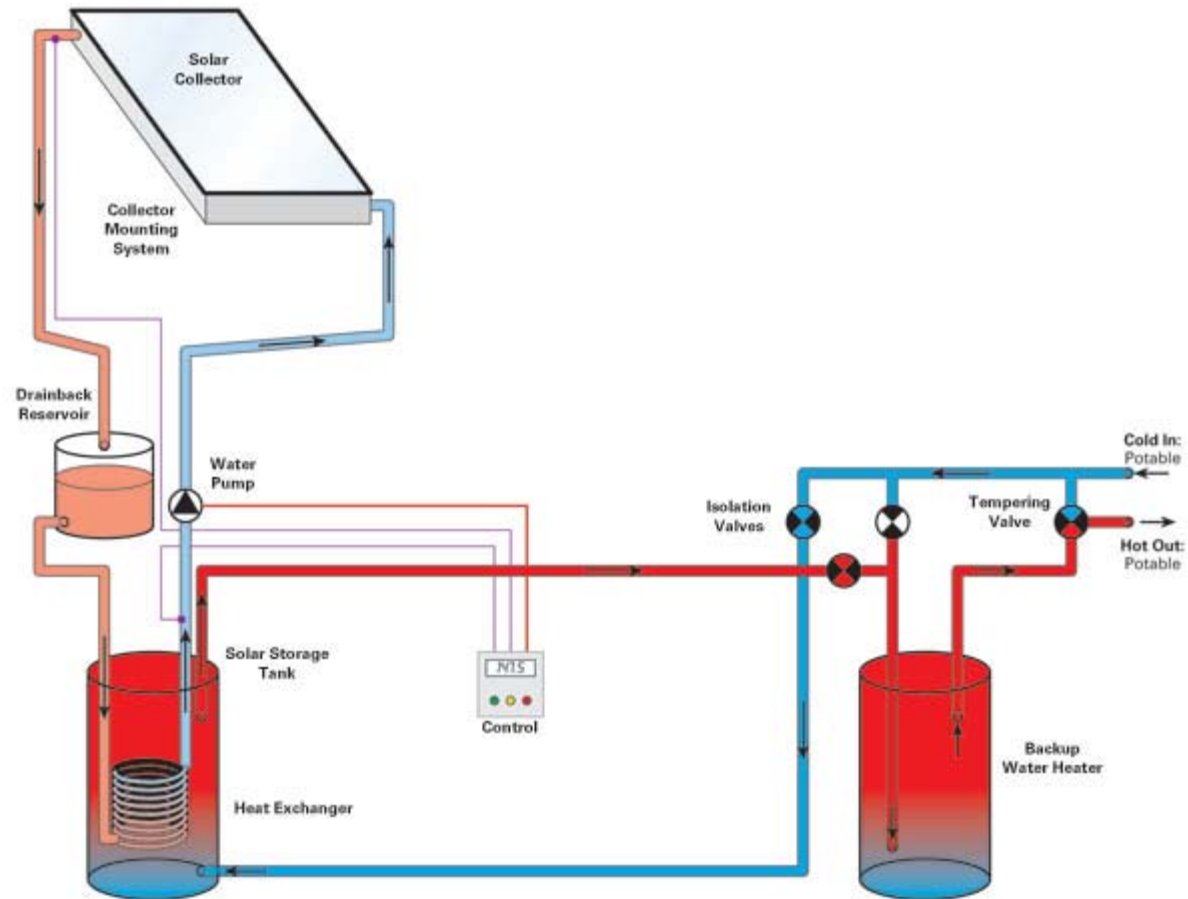 Solar
Collector
Collector
Mounting
System
Drainback
Reservoir
Water
Pump
Cold In:
Potable
Isolation
Valves
Tempering
Valve
Hot Out:
Potable
Solar Storage
Tank
Control
Backup
Water Heater
Heat Exchanger